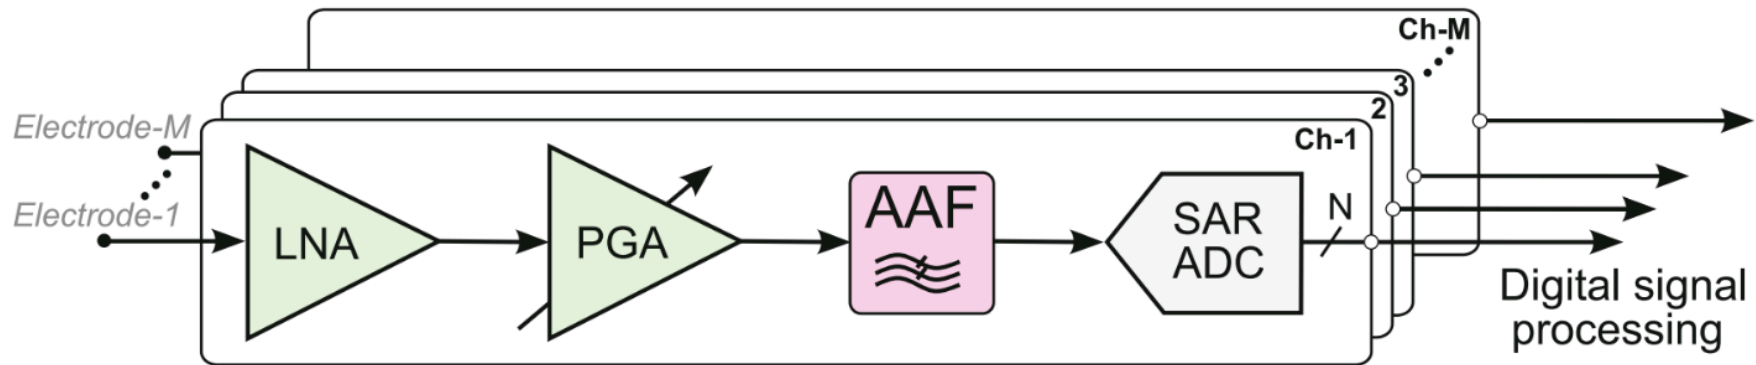 Ch-M
3
2
Ch-1
Electrode-M
Electrode-1
LNA
PGA
AAF
SAR
ADC
N
Digital signal
processing